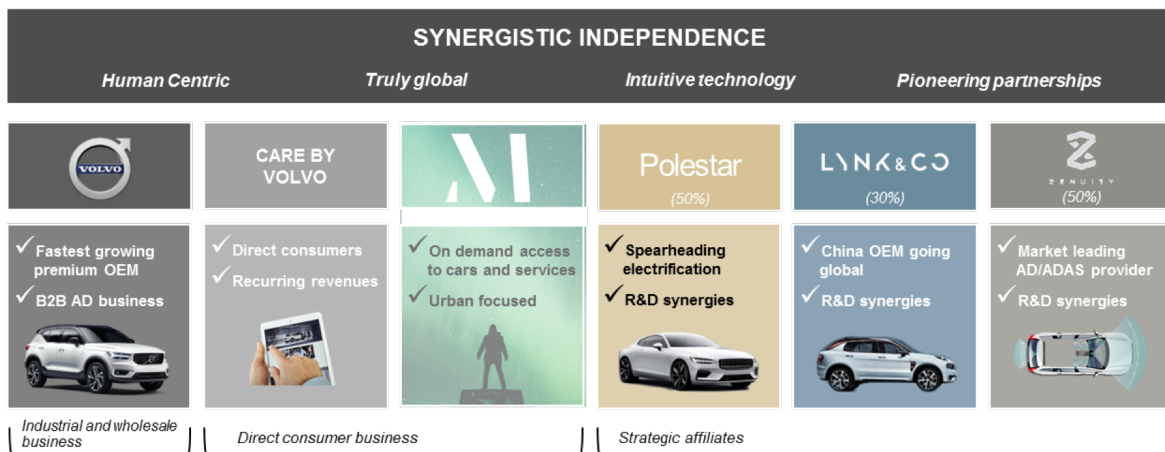 SYNERGISTIC INDEPENDENCE
Human Centric
Truly global
Intuitive technology
Pioneering partnerships
VOLVO
CARE BY
VOLVO
M
Polestar
(50%)
LYNK & CO
(30%)
ZENUITY
(50%)
Fastest growing
premium OEM
B2B AD business
Direct consumers
Recurring revenues
On demand access
to cars and services
Urban focused
Spearheading
electrification
R&D synergies
China OEM going
global
R&D synergies
Market leading
AD/ADAS provider
R&D synergies
Industrial and wholesale
business
Direct consumer business
Strategic affiliates